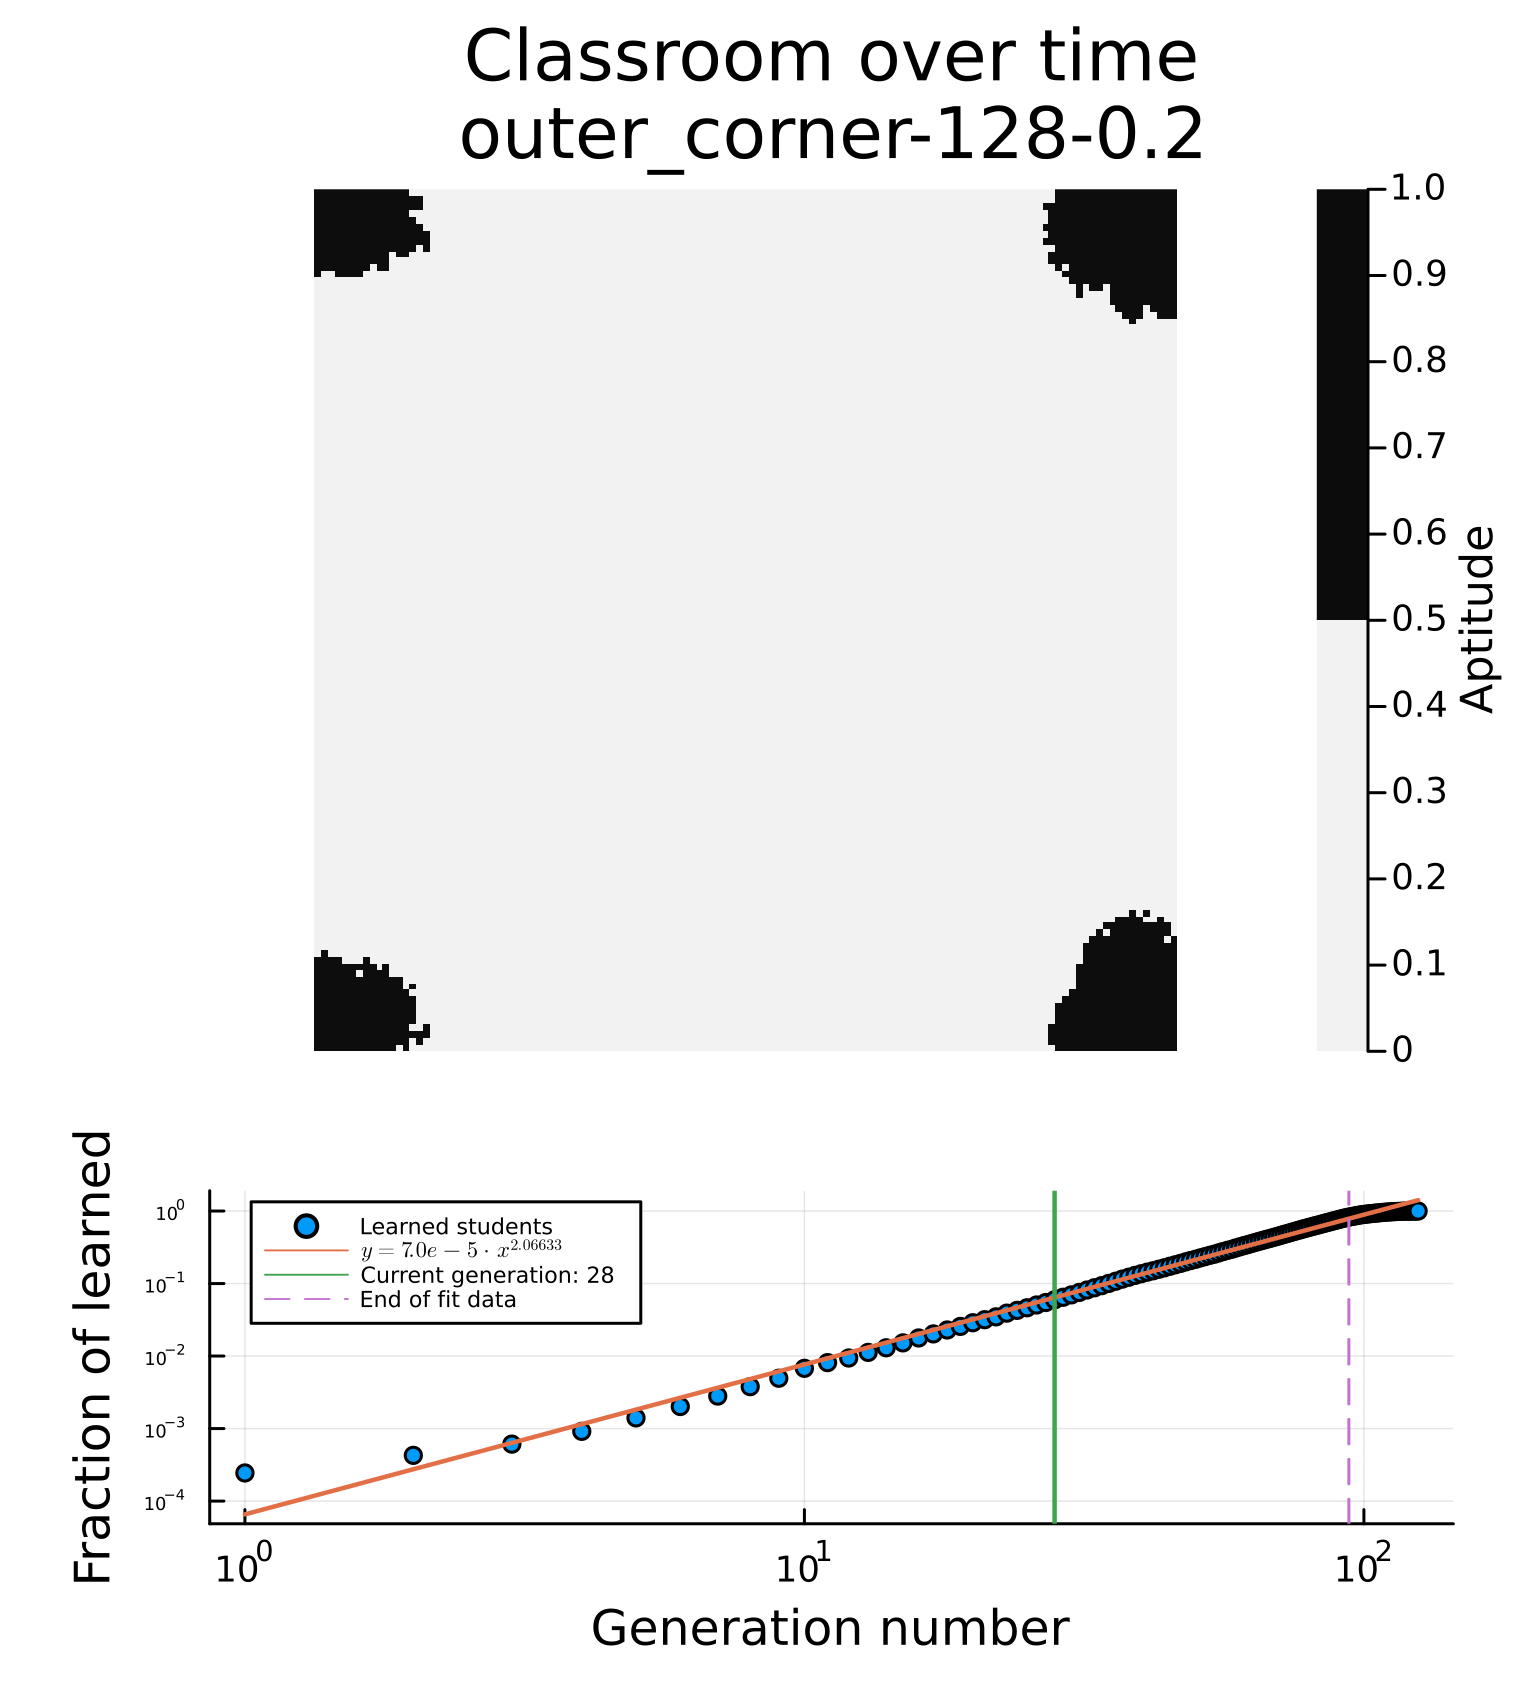 Classroom over time
outer_corner-128-0.2
1.0
0.9
0.8
0.7
0.6
0.5
0.4
0.3
0.2
0.1
0
Aptitude
Fraction of learned
10^0
10^-1
10^-2
10^-3
10^-4
Learned students
y = 7.0e − 5 · x^2.06633
Current generation: 28
End of fit data
10^0
10^1
10^2
Generation number